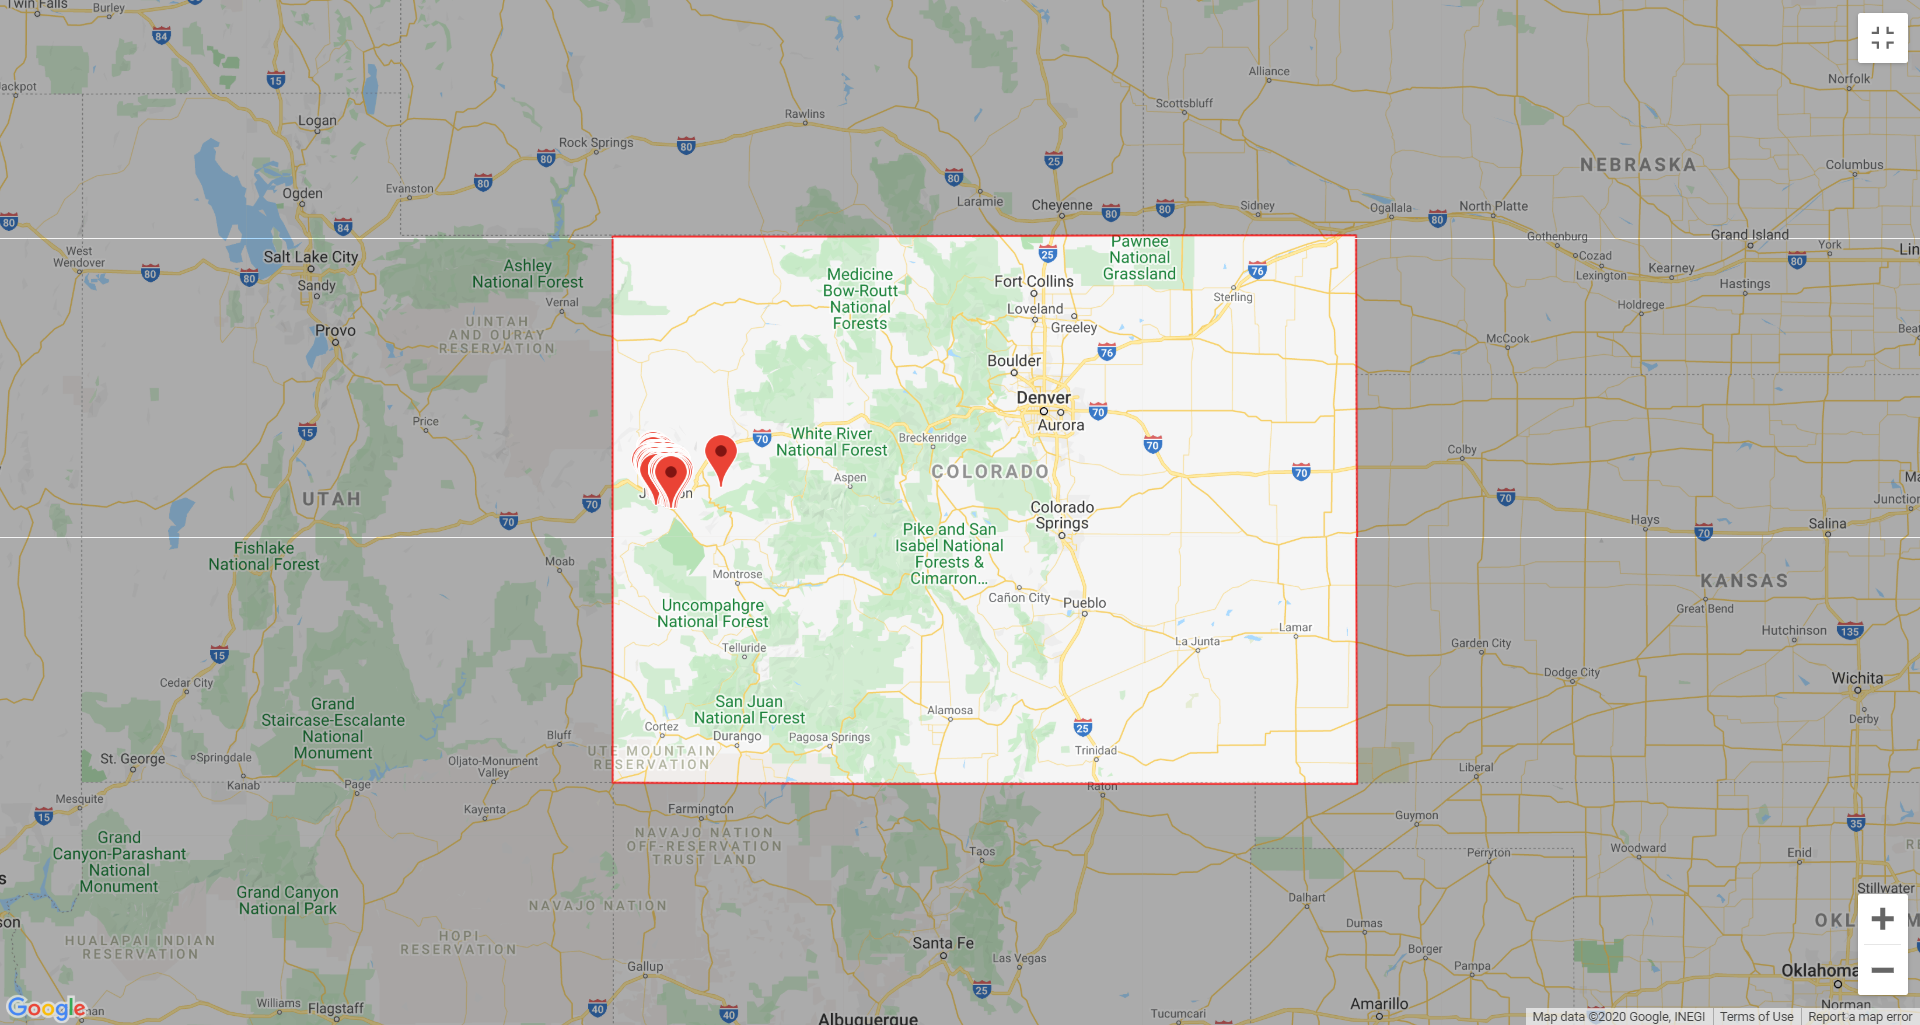 Twin Falls
Burley
84
15
Jackpot
Logan
Rawlins
Rock Springs
80
80
80
25
80
Alliance
Scottsbluff
Norfolk
NEBRASKA
Columbus
Evanston
Ogden
Laramie
Cheyenne
80
80
Sidney
Ogallala
80
North Platte
Grand Island
York
Lin
80
84
West
Wendover
80
80
Salt Lake City
Sandy
Ashley
National Forest
Vernal
Gothenburg
Cozad
Lexington
Kearney
80
Hastings
Holdrege
Provo
UINTAH
AND OURAY
RESERVATION
Medicine
Bow-Routt
National
Forests
25
Pawnee
National
Grassland
76
Fort Collins
Sterling
Loveland
Greeley
Boulder
76
McCook
Denver
70
Aurora
Price
15
70
White River
National Forest
Breckenridge
70
Colby
COLORADO
70
70
Aspen
UTAH
70
70
Hays
70
Salina
Junction
Colorado
Springs
Pike and San
Isabel National
Forests &
Cimarron...
Fishlake
National Forest
Moab
Montrose
Cañon City
Pueblo
KANSAS
Great Bend
Uncompahgre
National Forest
Lamar
La Junta
Hutchinson
135
Garden City
Telluride
15
Cedar City
Dodge City
Wichita
Derby
Grand
Staircase-Escalante
National
Monument
San Juan
National Forest
Alamosa
Cortez
Durango
Pagosa Springs
25
Trinidad
Bluff
UTE MOUNTAIN
RESERVATION
St. George
Springdale
Kanab
Oljato-Monument
Valley
Page
Raton
Liberal
Mesquite
15
Kayenta
Farmington
Guymon
35
Grand
Canyon-Parashant
National
Monument
NAVAJO NATION
OFF-RESERVATION
TRUST LAND
Taos
Perryton
Woodward
Enid
Grand Canyon
National Park
NAVAJO NATION
Dalhart
Stillwater
Dumas
HUALAPAI INDIAN
RESERVATION
HOPI
RESERVATION
Santa Fe
Las Vegas
Borger
Pampa
Gallup
25
Oklahoma
Williams
Flagstaff
40
40
Albuquerque
Tucumcari
Amarillo
Norman
Google
Map data ©2020 Google, INEGI
Terms of Use
Report a map error